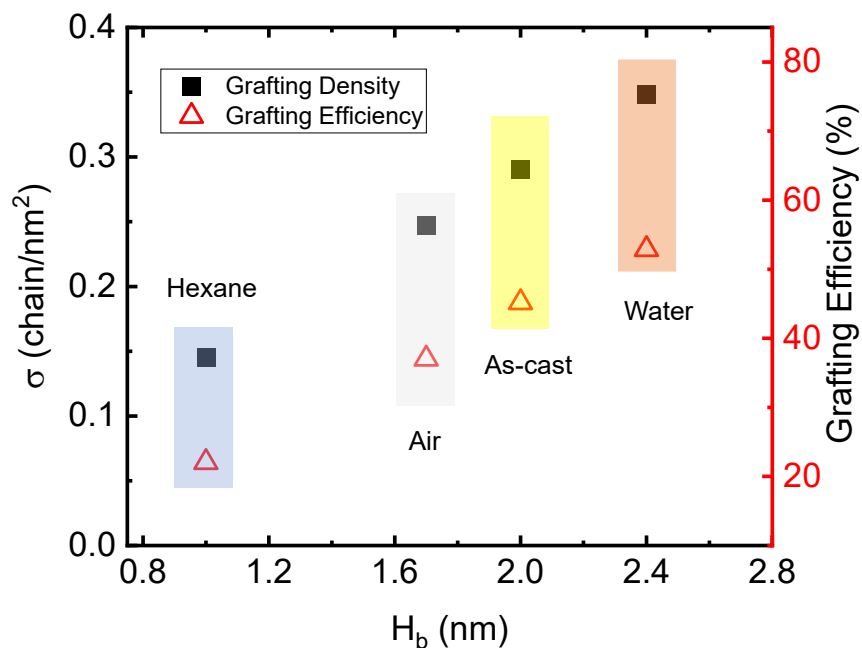 0.4
0.3
0.2
0.1
0.0
σ (chain/nm²)
Grafting Density
Grafting Efficiency
Hexane
Air
As-cast
Water
80
60
40
20
Grafting Efficiency (%)
0.8 1.2 1.6 2.0 2.4 2.8
H_b (nm)